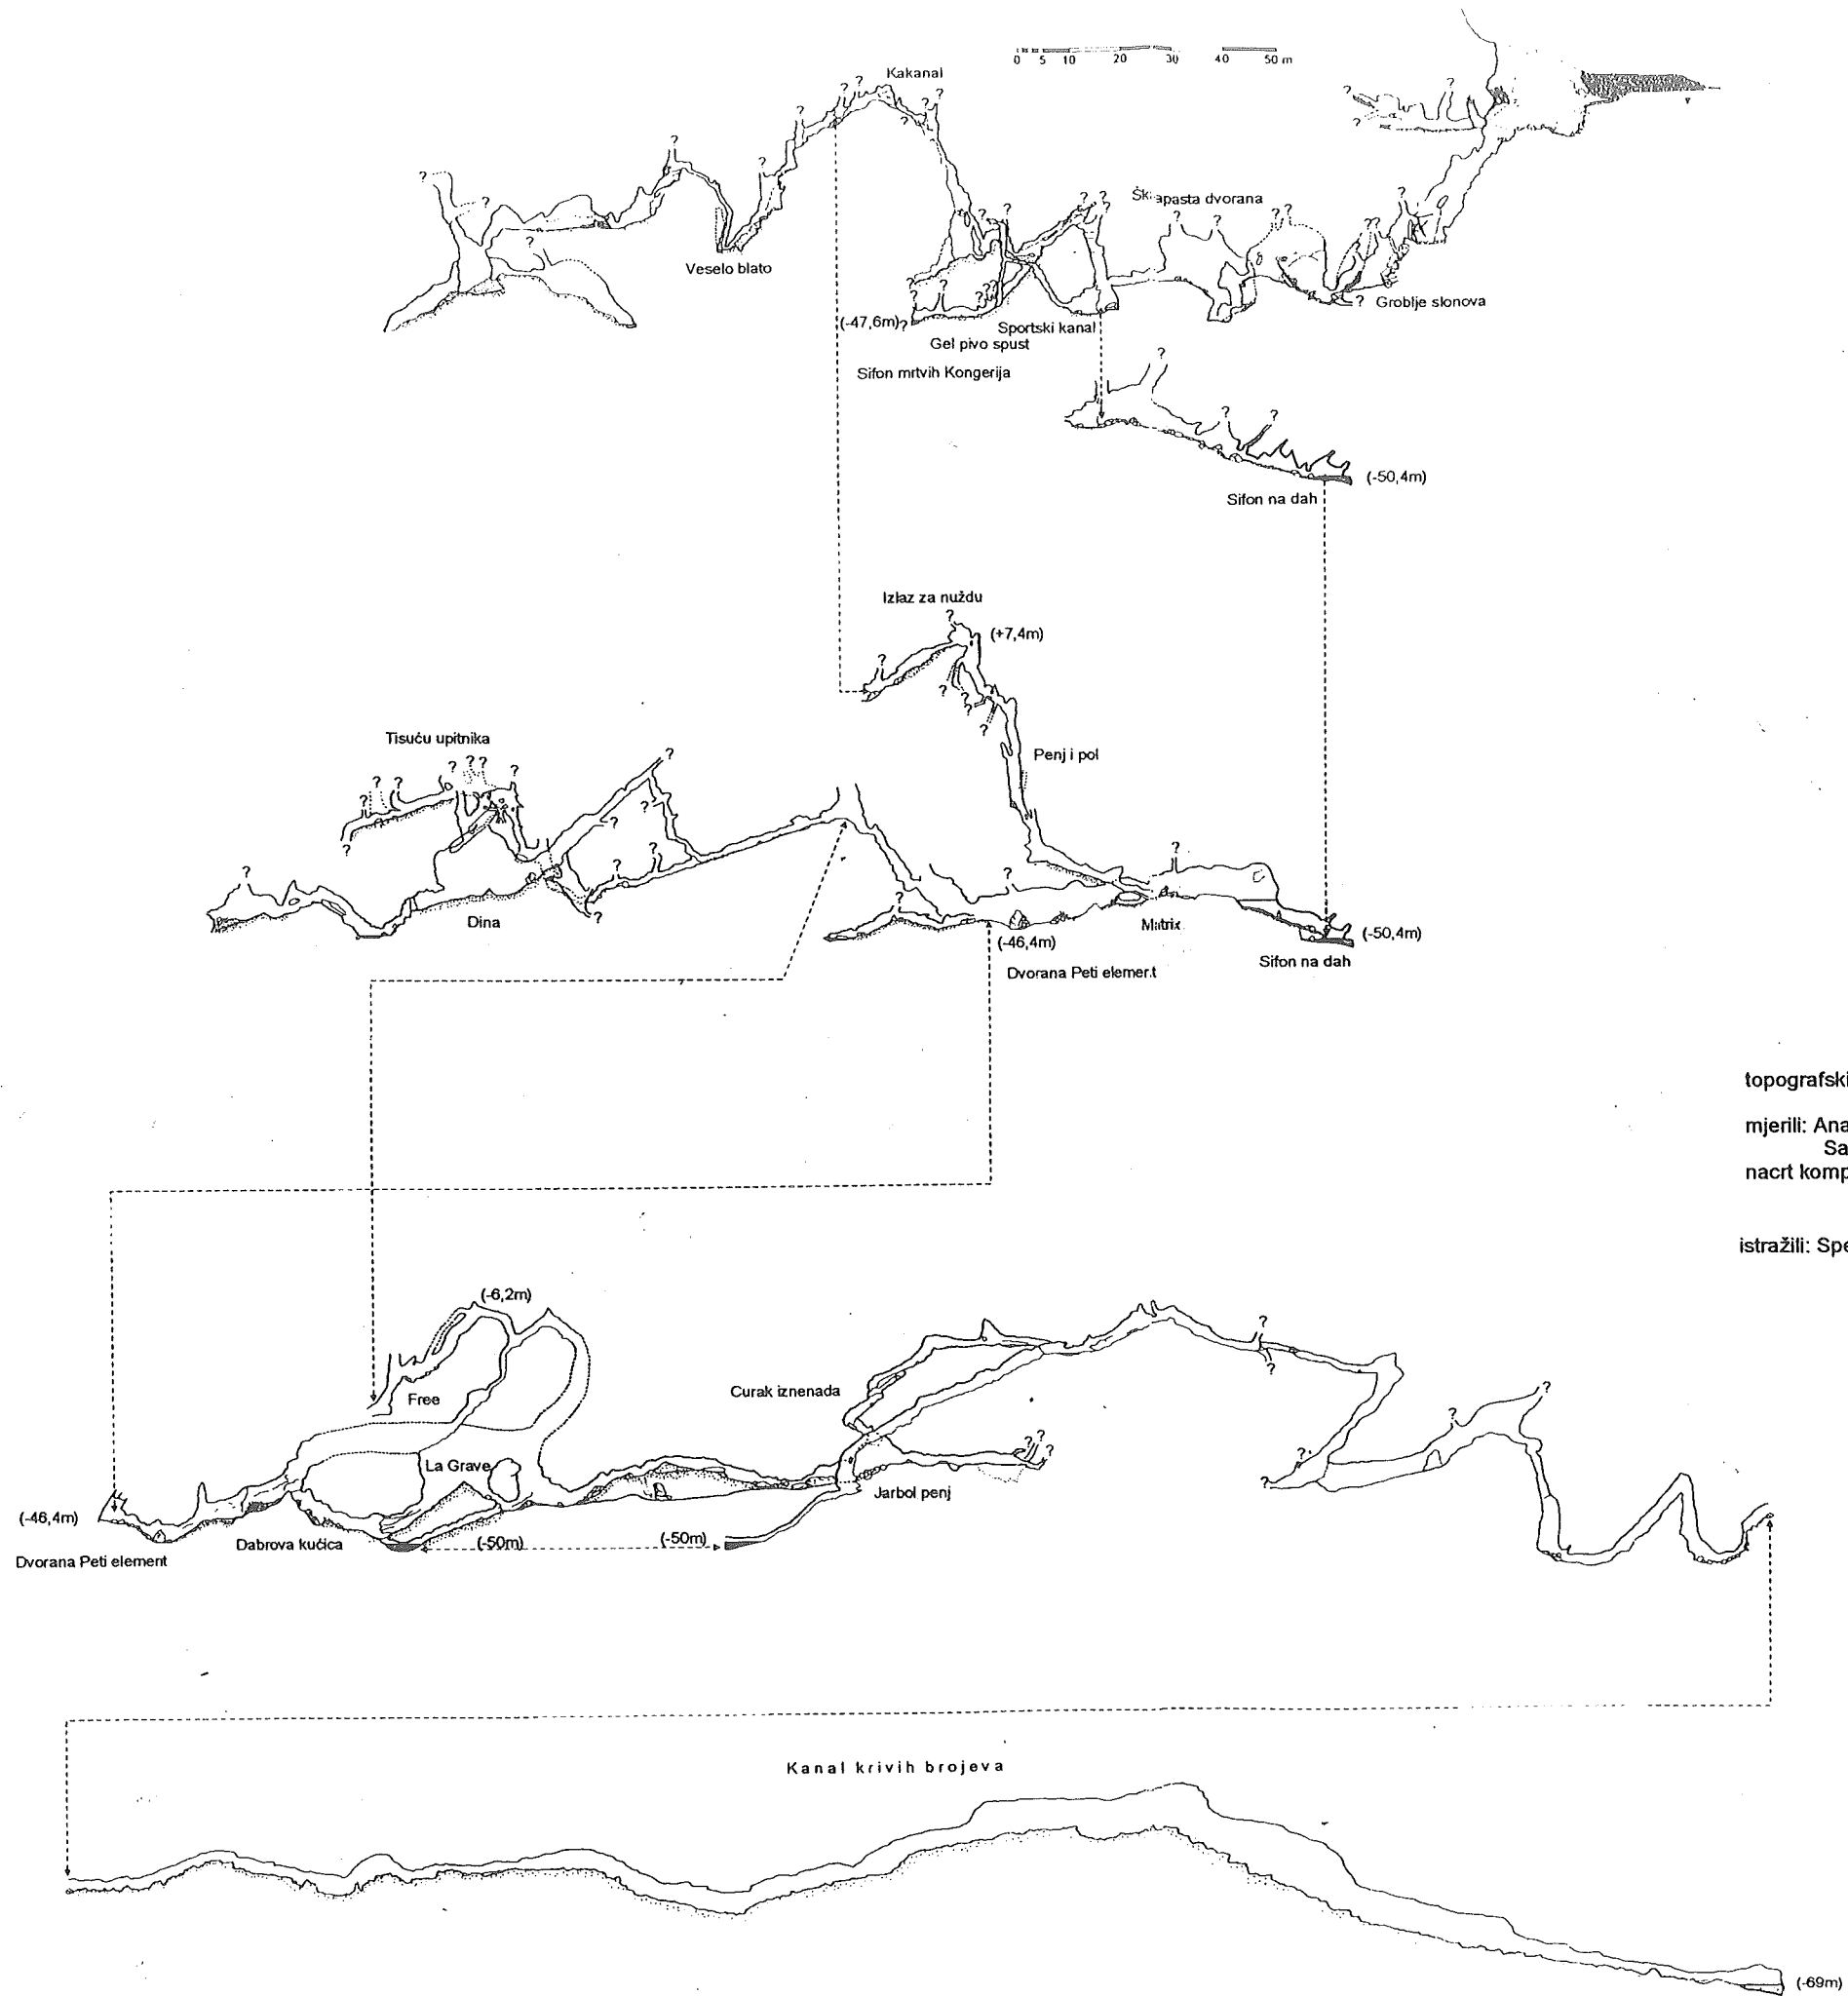 0 5 10 20 30 40 50 m
Kakanal
Veselo blato
Groblje slonova
(-47,6m)
Sportski kanal
Gel pivo spust
Sifon mrtvih Kongerija
dvorana
(-50,4m)
Sifon na dah
Izlaz za nuždu
(+7,4m)
Tisuću upitnika
Penj i pol
Dina
Matrix
(-46,4m)
(-50,4m)
Dvorana Peti element
Sifon na dah
topografski
mjerili: Ana
Sa
nacrt komp
istražili: Spe
(-6,2m)
Free
Curak iznenada
La Grave
Jarbol penj
(-46,4m)
Dabrova kućica
(-50m)
(-50m)
Dvorana Peti element
Kanal krivih brojeva
(-69m)